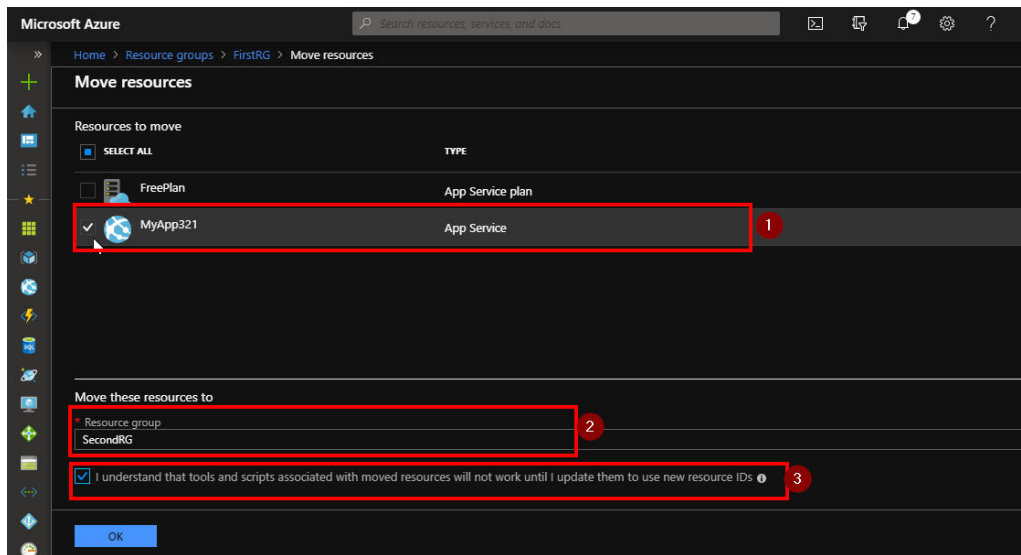 Microsoft Azure
Search resources, services, and docs
7
?
» Home > Resource groups > FirstRG > Move resources
Move resources
Resources to move
SELECT ALL TYPE
FreePlan App Service plan
MyApp321 App Service
1
Move these resources to
* Resource group
SecondRG
2
I understand that tools and scripts associated with moved resources will not work until I update them to use new resource IDs
3
SQL
OK